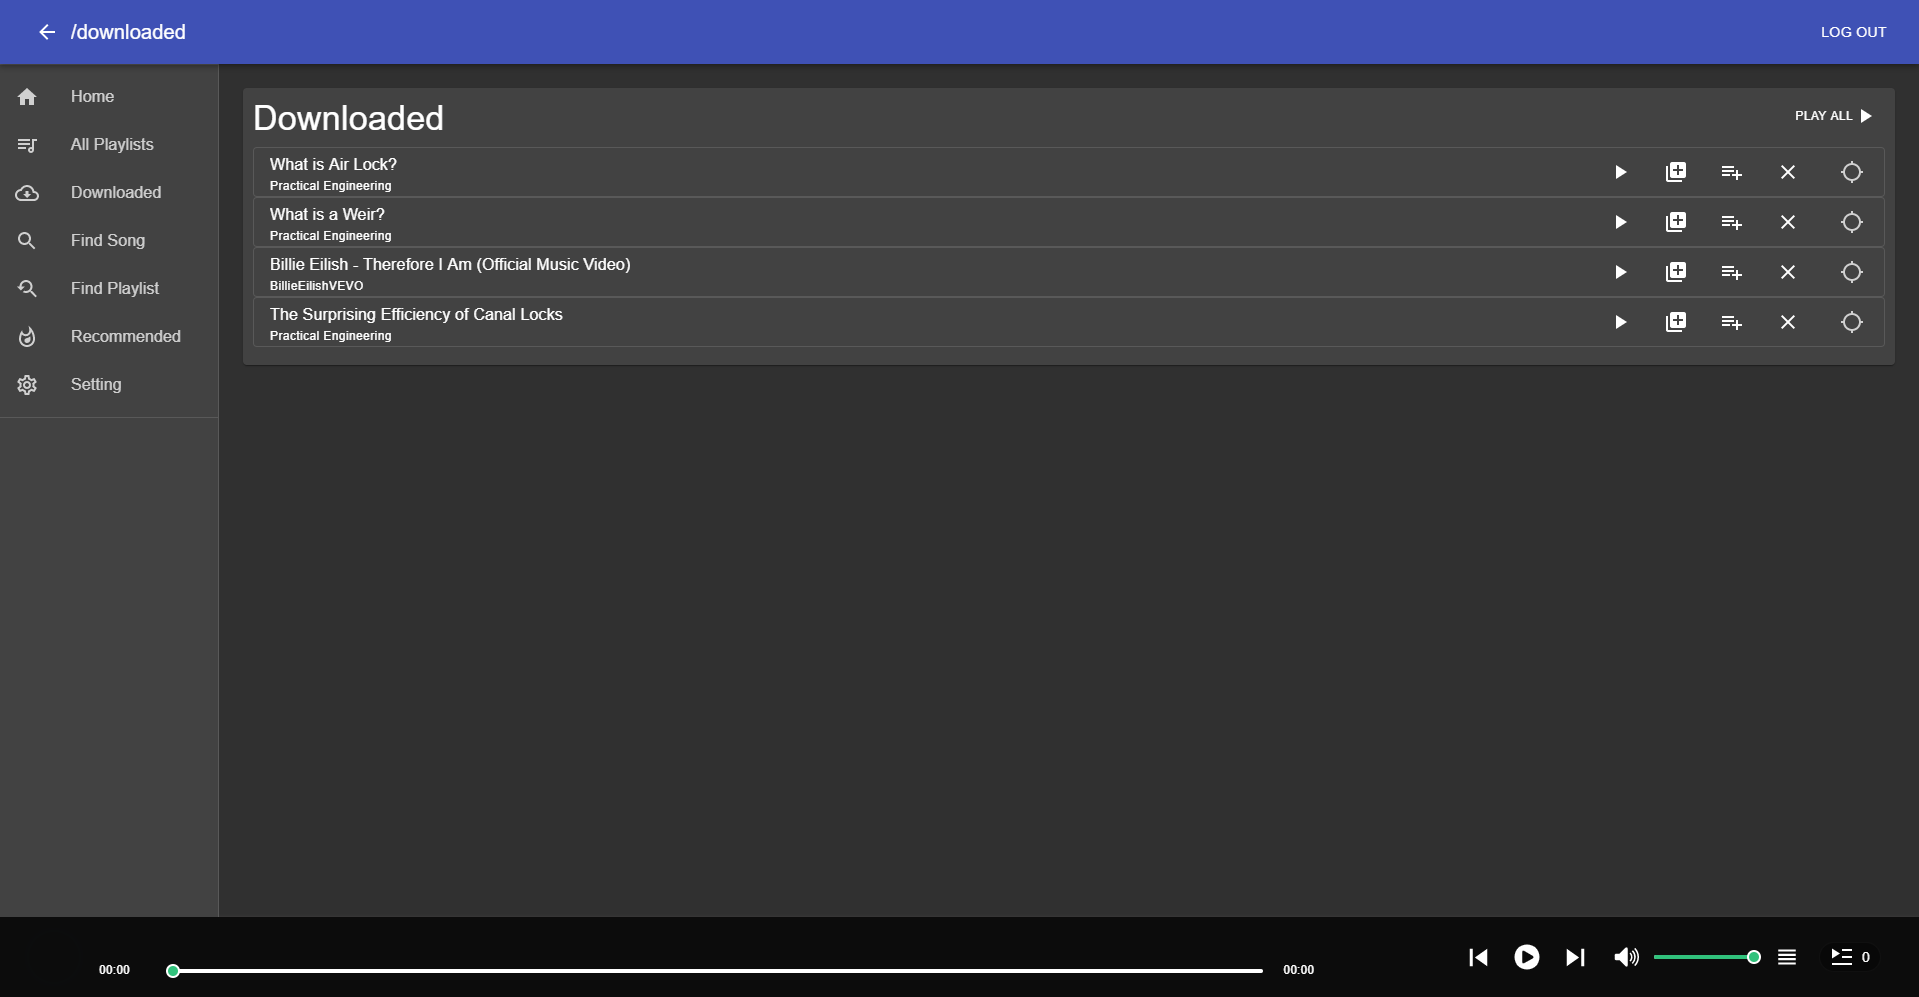 /downloaded
LOG OUT
Home
All Playlists
Downloaded
Find Song
Find Playlist
Recommended
Setting
Downloaded
PLAY ALL
What is Air Lock?
Practical Engineering
What is a Weir?
Practical Engineering
Billie Eilish - Therefore I Am (Official Music Video)
BillieEilishVEVO
The Surprising Efficiency of Canal Locks
Practical Engineering
00:00
00:00
0